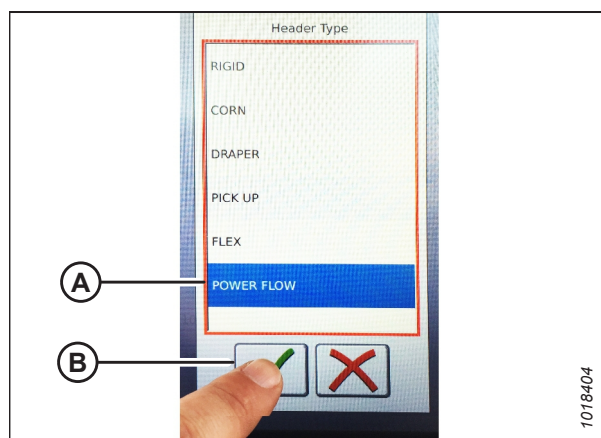 Header Type
RIGID
CORN
DRAPER
PICK UP
FLEX
A
POWER FLOW
B
1018404